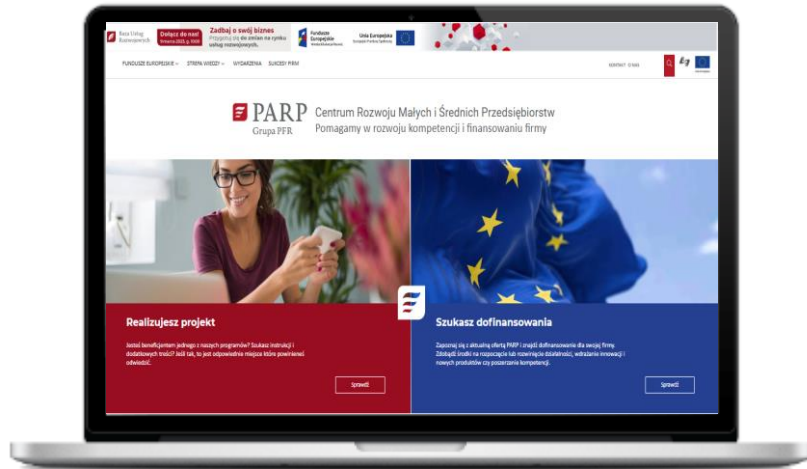 Baza Usług
Rozwojowych
Dołącz do nas!
Zadbaj o swój biznes
Przygotuj się do zmian na rynku
usług rozwojowych.
Fundusze
Europejskie
Unia Europejska
FUNDUSZE EUROPEJSKIE
STREFA WIEDZY
WYDARZENIA
SUKCESY FIRM
KONTAKT
O NAS
PARP
Grupa PFR
Centrum Rozwoju Małych i Średnich Przedsiębiorstw
Pomagamy w rozwoju kompetencji i finansowaniu firmy
Realizujesz projekt
Jesteś beneficjentem jednego z naszych programów? Szukasz instrukcji i
dodatkowych treści? Jeśli tak, to jest odpowiednie miejsce które powinieneś
odwiedzić.
Sprawdź
Szukasz dofinansowania
Zapoznaj się z aktualną ofertą PARP i znajdź dofinansowanie dla swojej firmy.
Zdobądź środki na rozpoczęcie lub rozwinięcie działalności, wdrażanie innowacji i
nowych produktów czy poszerzanie kompetencji.
Sprawdź